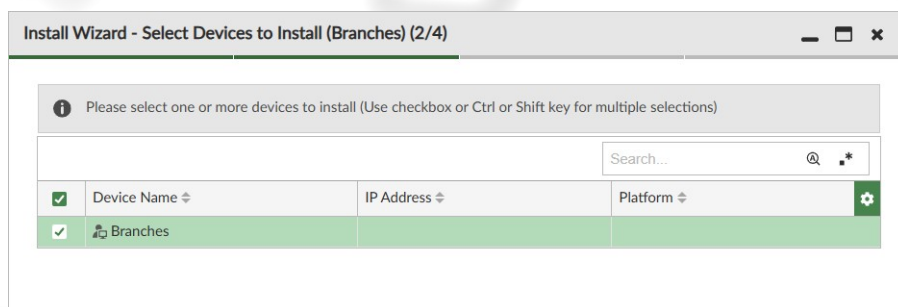 Install Wizard - Select Devices to Install (Branches) (2/4)
Please select one or more devices to install (Use checkbox or Ctrl or Shift key for multiple selections)
Search...
Device Name IP Address Platform
Branches